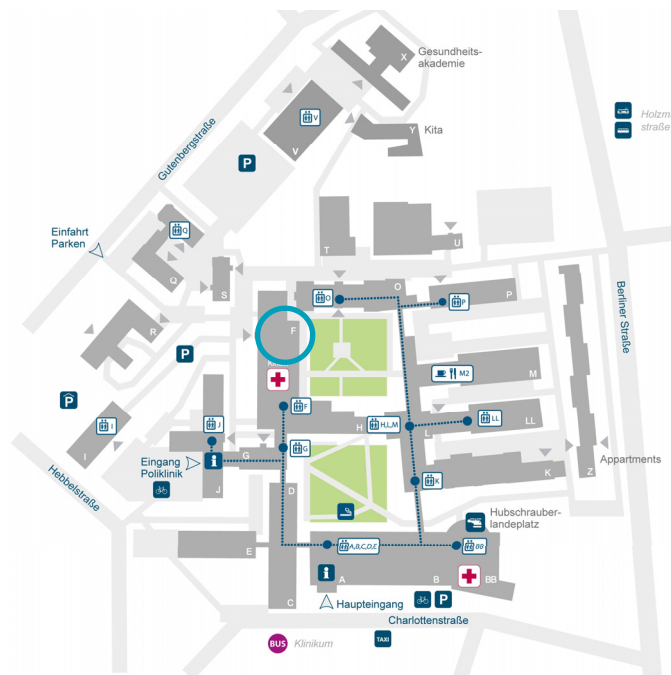 X
Gesundheits-
akademie
V
V
Y
Kita
Gutenbergstraße
P
Einfahrt
Parken
Q
Q
T
U
S
O
O
P
P
Berliner Straße
R
F
P
P
M2
M
F
J
I
I
H
H,L,M
L
LL
LL
G
G
Eingang
Poliklinik
i
J
K
K
Z
Appartments
Hebbelstraße
D
Hubschrauber-
landeplatz
E
A,B,C,D,E
BB
i
A
B
BB
C
Haupteingang
P
Charlottenstraße
BUS
Klinikum
TAXI
straße